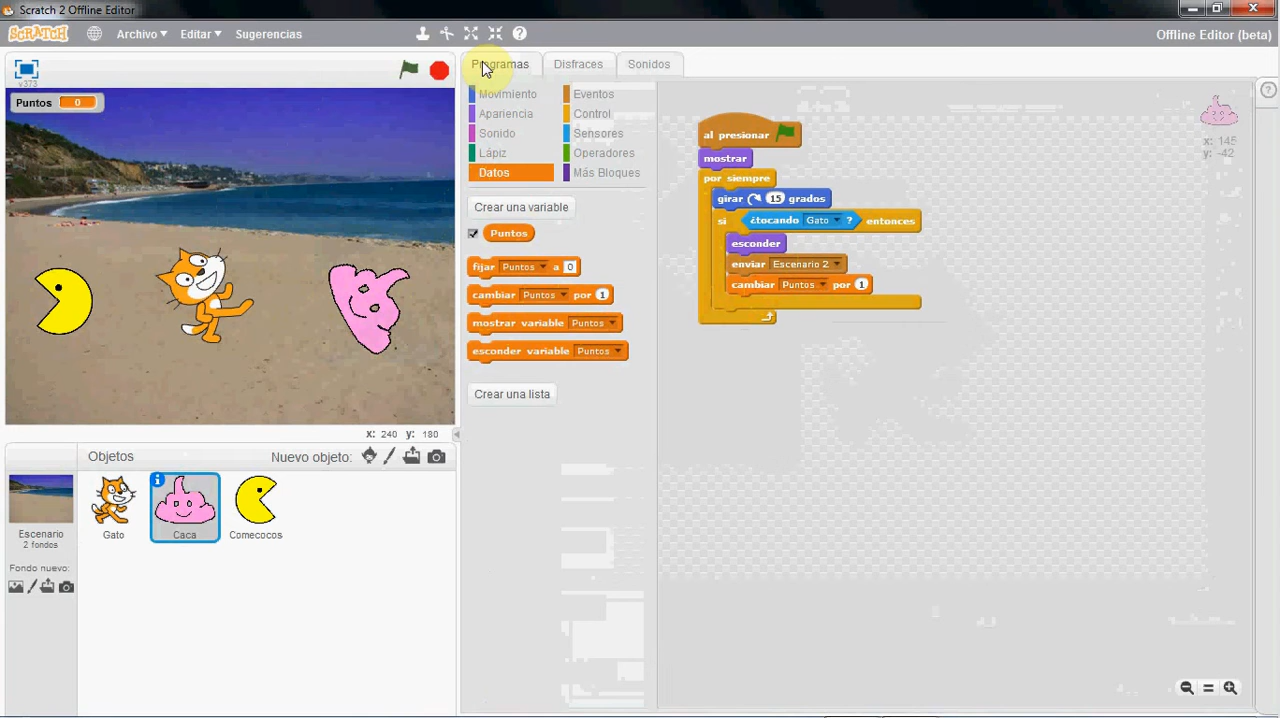 Scratch 2 Offline Editor
SCRATCH Archivo Editar Sugerencias Offline Editor (beta)
v373
Programas Disfraces Sonidos
Puntos 0
Movimiento Eventos
Apariencia Control
Sonido Sensores
Lápiz Operadores
Datos Más Bloques
Crear una variable
Puntos
fijar Puntos a 0
cambiar Puntos por 1
mostrar variable Puntos
esconder variable Puntos
Crear una lista
al presionar
mostrar
por siempre
girar 15 grados
si ¿tocando Gato ? entonces
esconder
enviar Escenario 2
cambiar Puntos por 1
x: 145
y: -42
x: 240 y: 180
Objetos Nuevo objeto:
Escenario
2 fondos
Fondo nuevo:
Gato Caca Comecocos